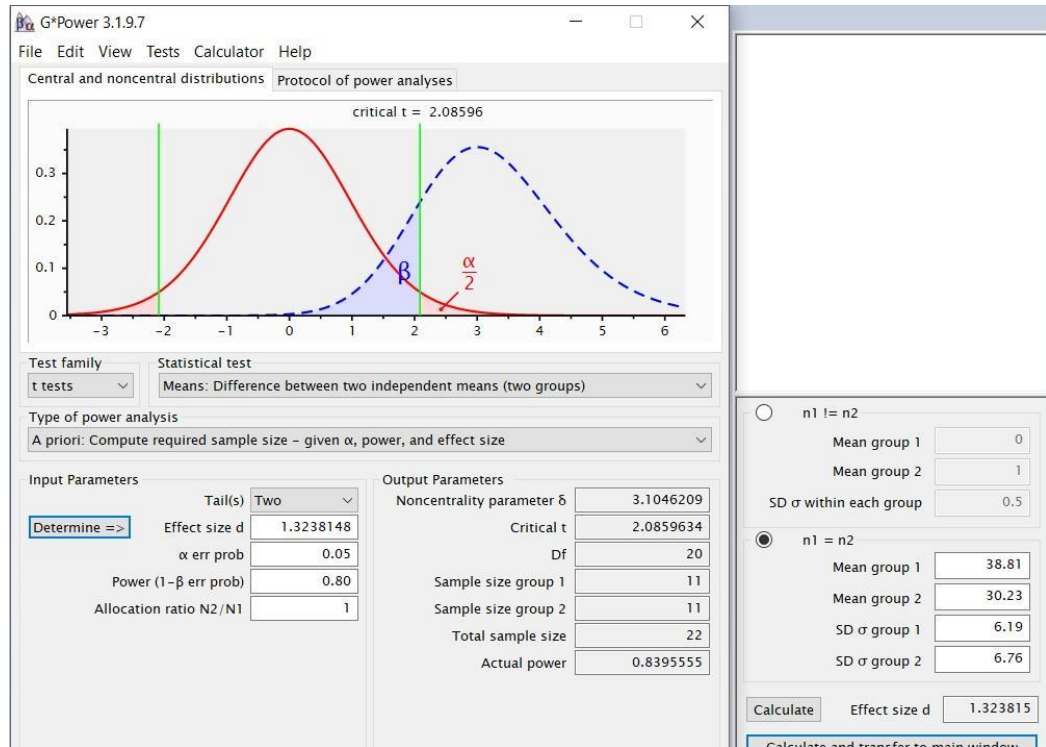 G*Power 3.1.9.7
File Edit View Tests Calculator Help
Central and noncentral distributions Protocol of power analyses
critical t = 2.08596
0.3
0.2
0.1
0
β
α
2
-3 -2 -1 0 1 2 3 4 5 6
Test family Statistical test
t tests Means: Difference between two independent means (two groups)
Type of power analysis
A priori: Compute required sample size – given α, power, and effect size
Input Parameters
Tail(s) Two
Determine => Effect size d 1.3238148
α err prob 0.05
Power (1-β err prob) 0.80
Allocation ratio N2/N1 1
Output Parameters
Noncentrality parameter δ 3.1046209
Critical t 2.0859634
Df 20
Sample size group 1 11
Sample size group 2 11
Total sample size 22
Actual power 0.8395555
n1 != n2
Mean group 1 0
Mean group 2 1
SD σ within each group 0.5
n1 = n2
Mean group 1 38.81
Mean group 2 30.23
SD σ group 1 6.19
SD σ group 2 6.76
Calculate Effect size d 1.323815
Calculate and transfer to main window